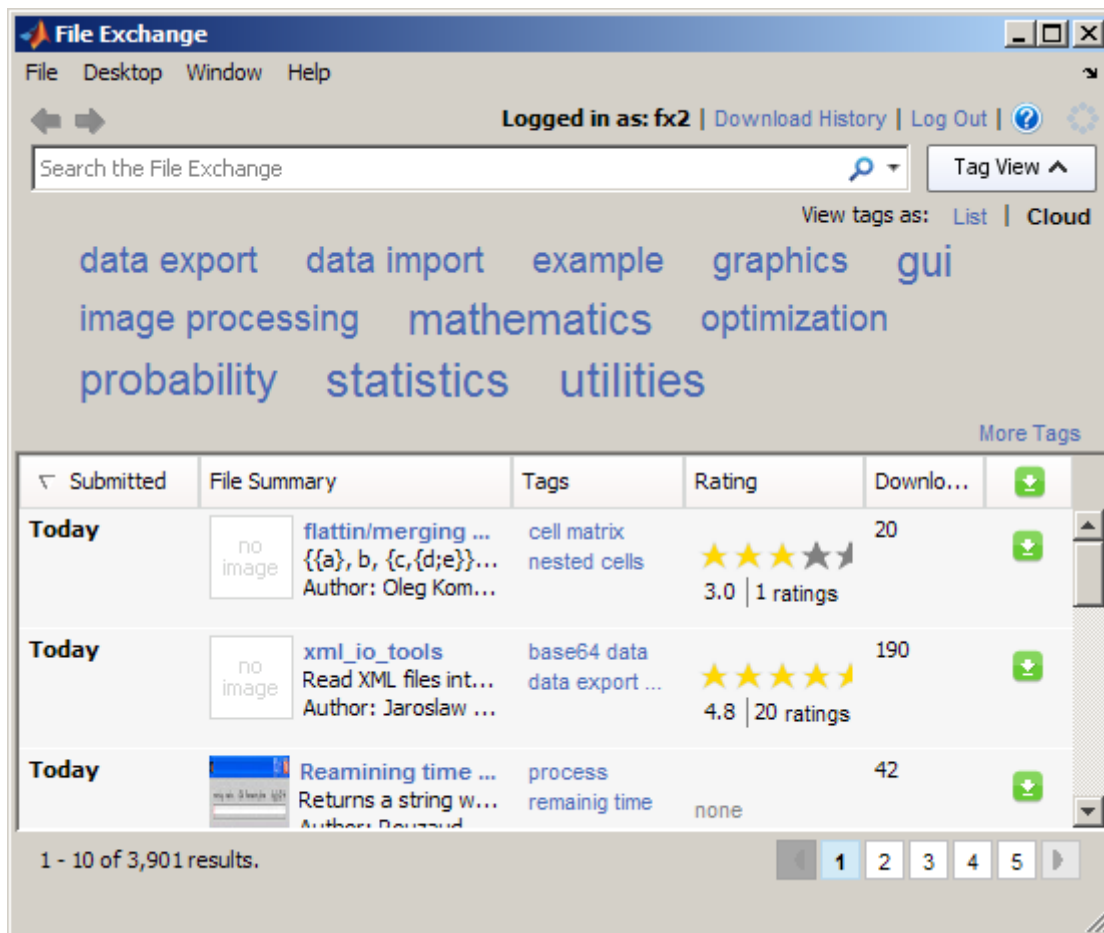 File Exchange
File Desktop Window Help
Logged in as: fx2 | Download History | Log Out |
Search the File Exchange
Tag View
View tags as: List | Cloud
data export data import example graphics gui
image processing mathematics optimization
probability statistics utilities
More Tags
Submitted File Summary Tags Rating Downlo...
Today no image flattin/merging ... cell matrix 20
{{a}, b, {c,{d;e}}... nested cells
Author: Oleg Kom... 3.0 | 1 ratings
Today no image xml_io_tools base64 data 190
Read XML files int... data export ...
Author: Jaroslaw ... 4.8 | 20 ratings
Today Reamining time ... process 42
Returns a string w... remainig time none
Author: Rouzaud
1 - 10 of 3,901 results. 1 2 3 4 5